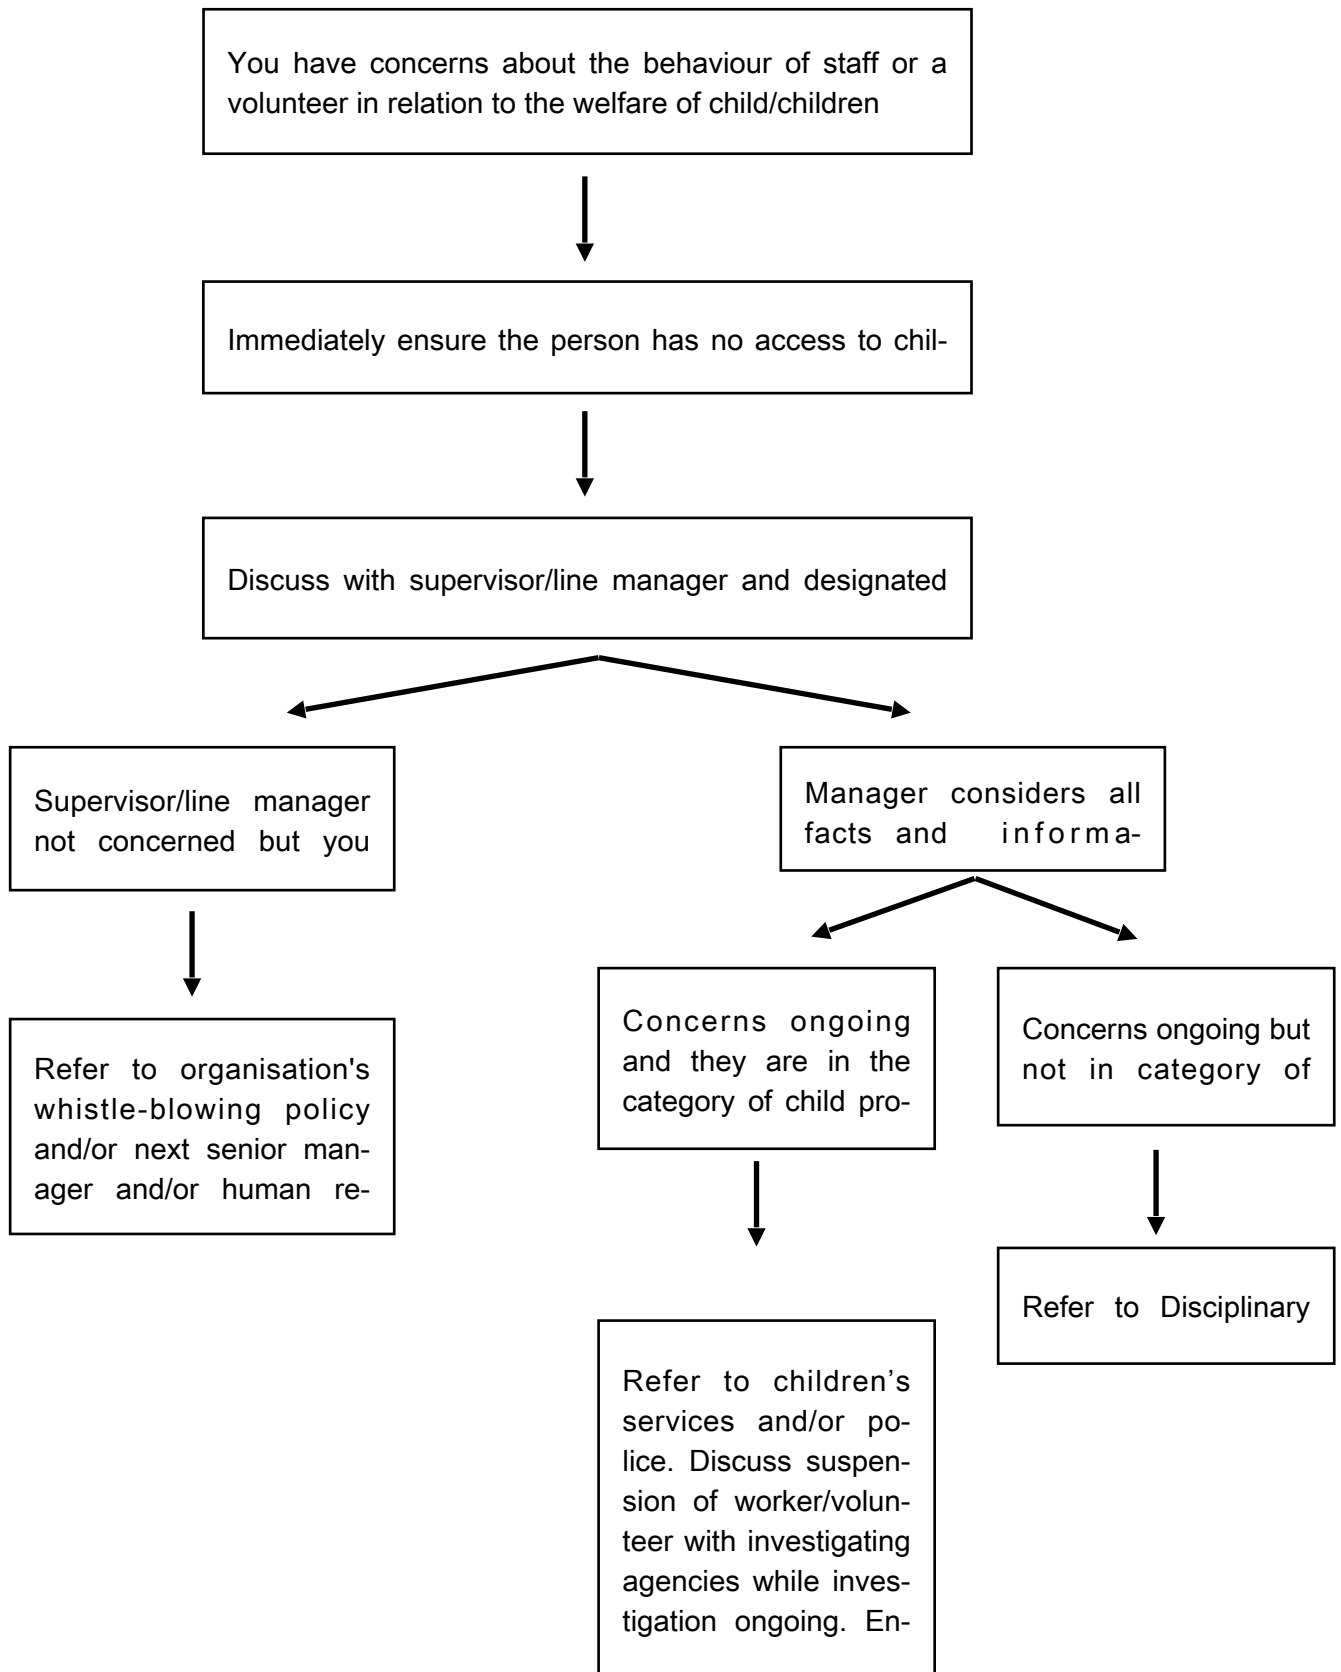 You have concerns about the behaviour of staff or a
volunteer in relation to the welfare of child/children
Immediately ensure the person has no access to chil-
Discuss with supervisor/line manager and designated
Supervisor/line manager
not concerned but you
Manager considers all
facts and informa-
Refer to organisation's
whistle-blowing policy
and/or next senior man-
ager and/or human re-
Concerns ongoing
and they are in the
category of child pro-
Concerns ongoing but
not in category of
Refer to Disciplinary
Refer to children’s
services and/or po-
lice. Discuss suspen-
sion of worker/volun-
teer with investigating
agencies while inves-
tigation ongoing. En-